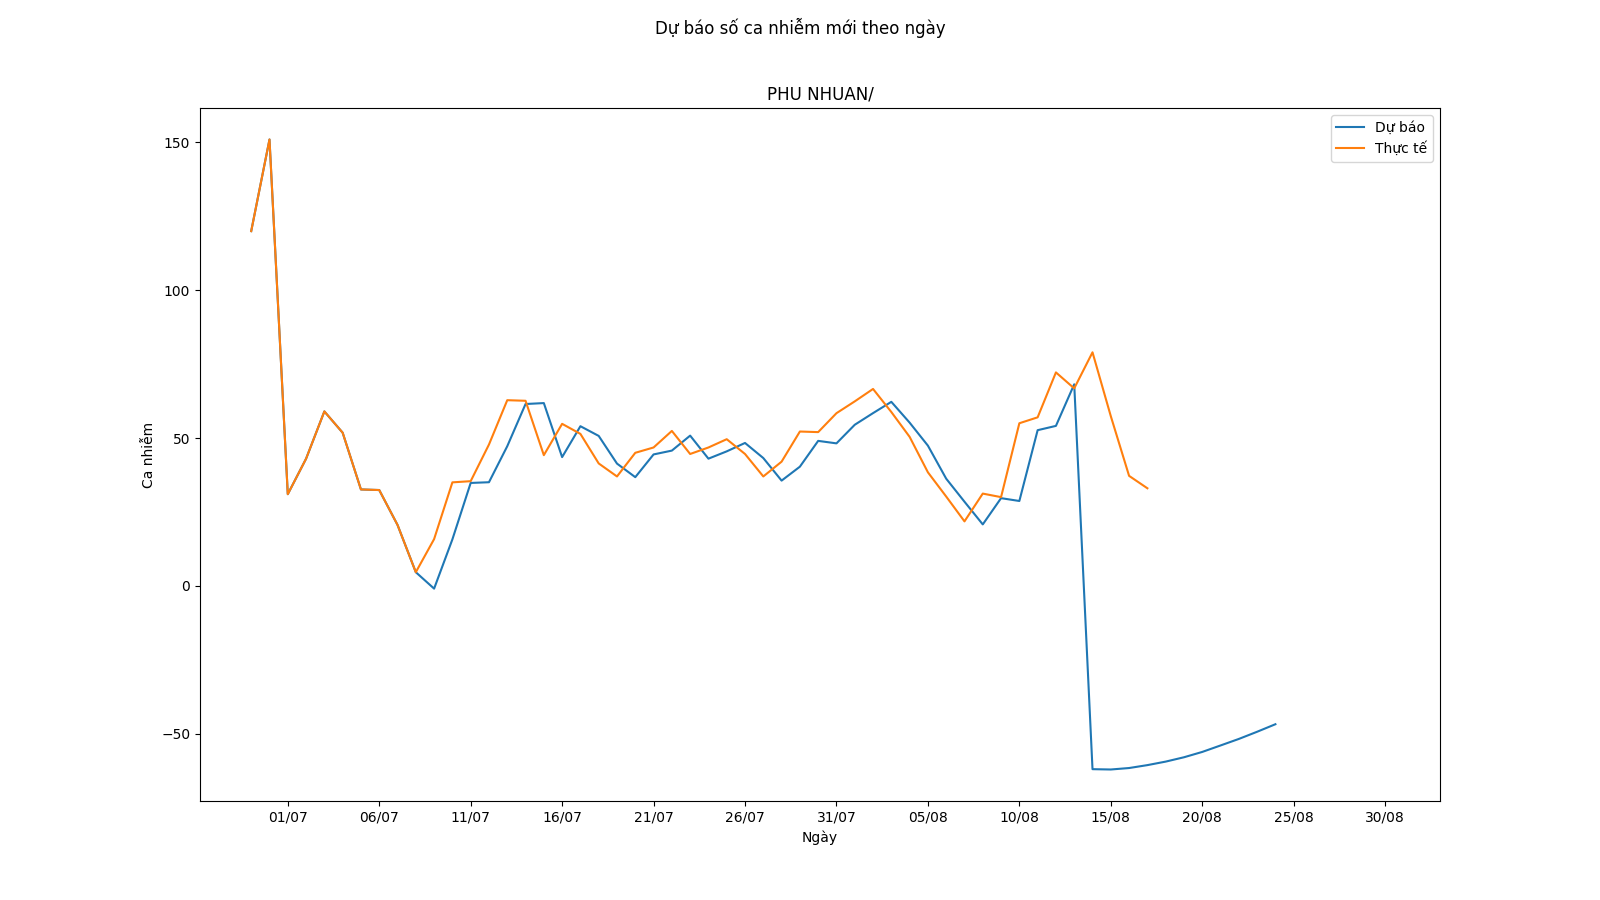 Dự báo số ca nhiễm mới theo ngày
PHU NHUAN/
Dự báo
Thực tế
150
100
50
0
−50
Ca nhiễm
01/07 06/07 11/07 16/07 21/07 26/07 31/07 05/08 10/08 15/08 20/08 25/08 30/08
Ngày